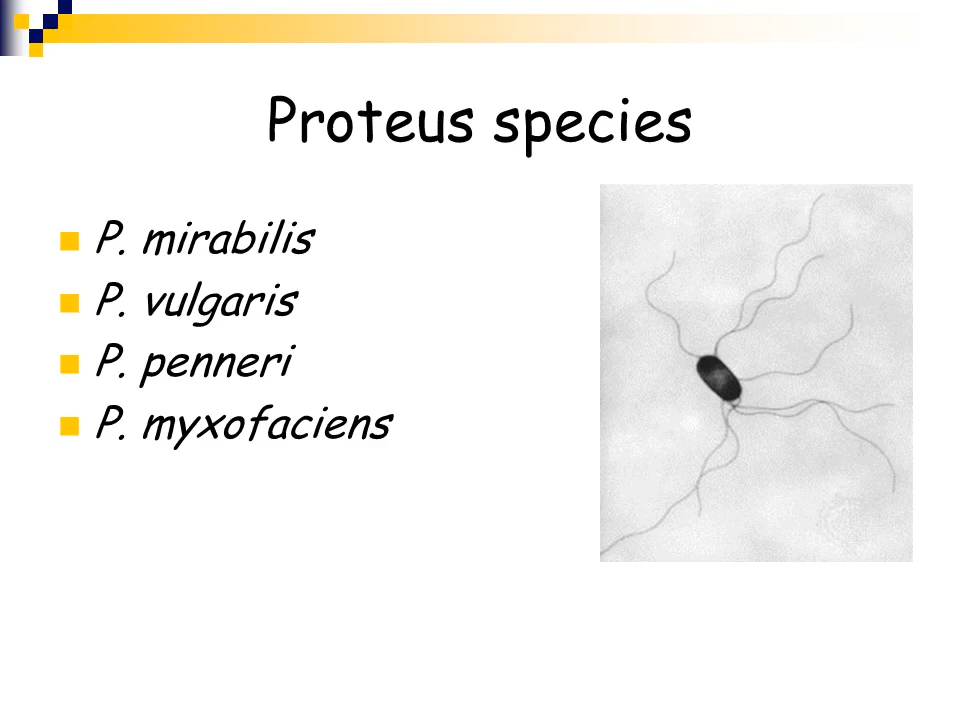 Proteus species
P. mirabilis
P. vulgaris
P. penneri
P. myxofaciens